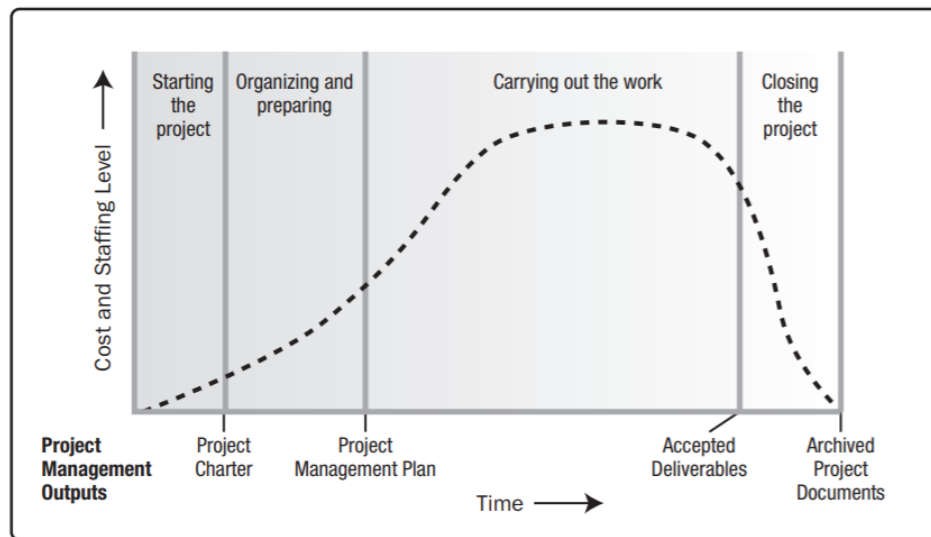 Starting
the
project
Organizing and
preparing
Carrying out the work
Closing
the
project
Cost and Staffing Level
Project
Management
Outputs
Project
Charter
Project
Management Plan
Accepted
Deliverables
Archived
Project
Documents
Time